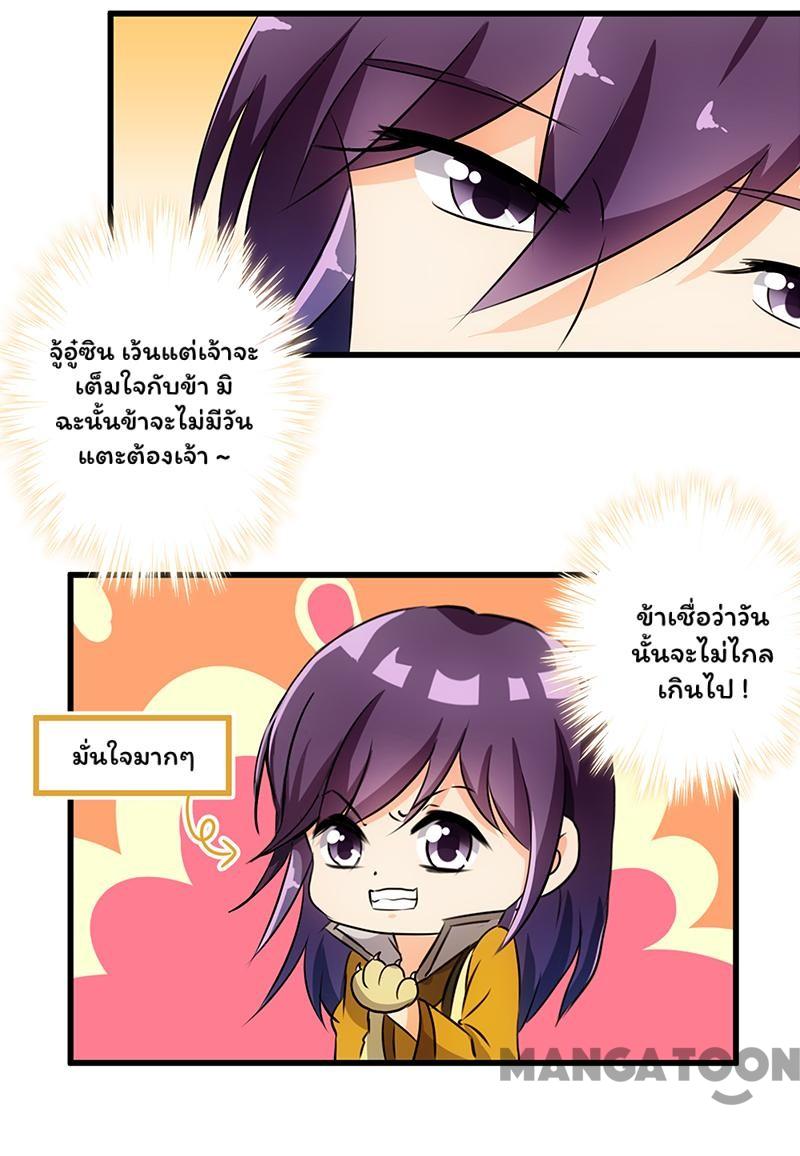 จู้อู๋ซิน เว้นแต่เจ้าจะ
เต็มใจกับข้า มิ
ฉะนั้นข้าจะไม่มีวัน
แตะต้องเจ้า ~
ข้าเชื่อว่าวัน
นั้นจะไม่ไกล
เกินไป !
มั่นใจมากๆ
MANGATOON